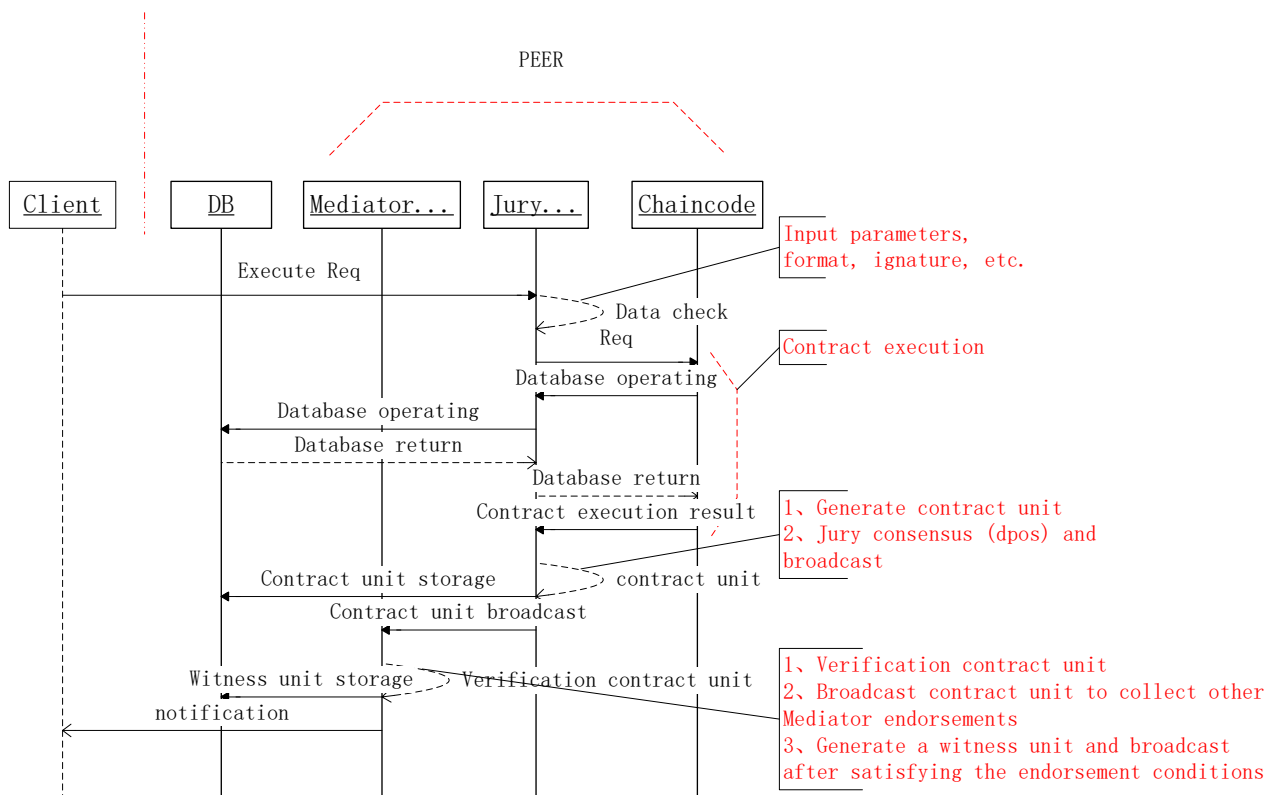 PEER
Client
DB
Mediator...
Jury...
Chaincode
Input parameters,
format, ignature, etc.
Execute Req
Data check
Req
Contract execution
Database operating
Database operating
Database return
Database return
Contract execution result
1、Generate contract unit
2、Jury consensus (dpos) and
broadcast
Contract unit storage
contract unit
Contract unit broadcast
Witness unit storage
Verification contract unit
1、Verification contract unit
2、Broadcast contract unit to collect other
Mediator endorsements
3、Generate a witness unit and broadcast
after satisfying the endorsement conditions
notification